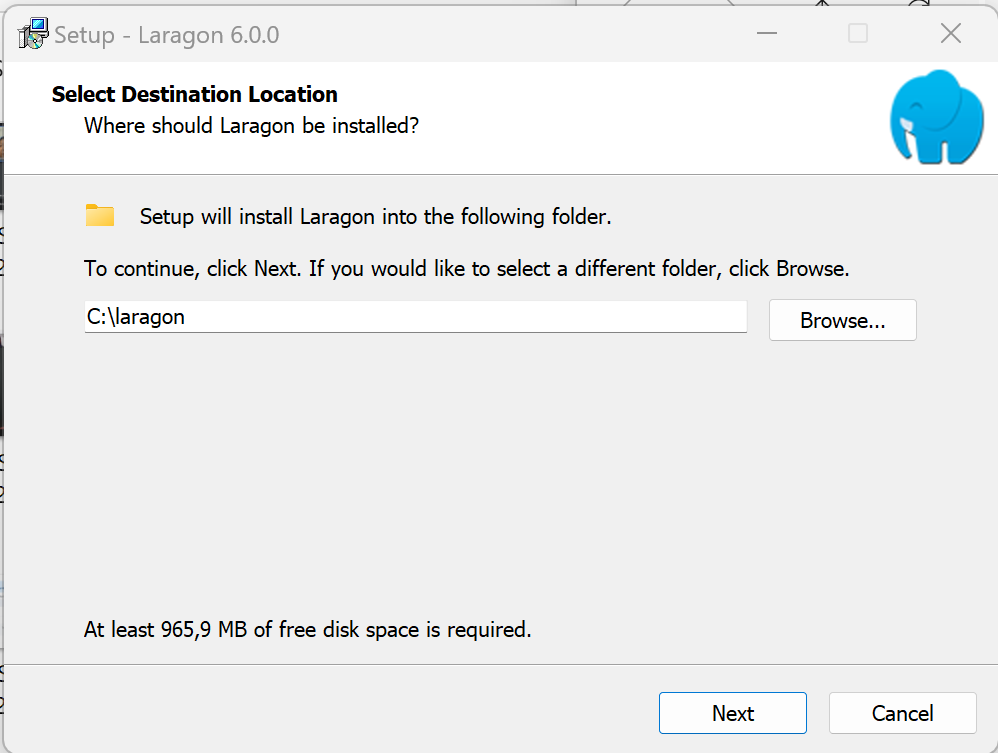 Setup - Laragon 6.0.0
Select Destination Location
Where should Laragon be installed?
Setup will install Laragon into the following folder.
To continue, click Next. If you would like to select a different folder, click Browse.
C:\laragon
Browse...
At least 965,9 MB of free disk space is required.
Next
Cancel